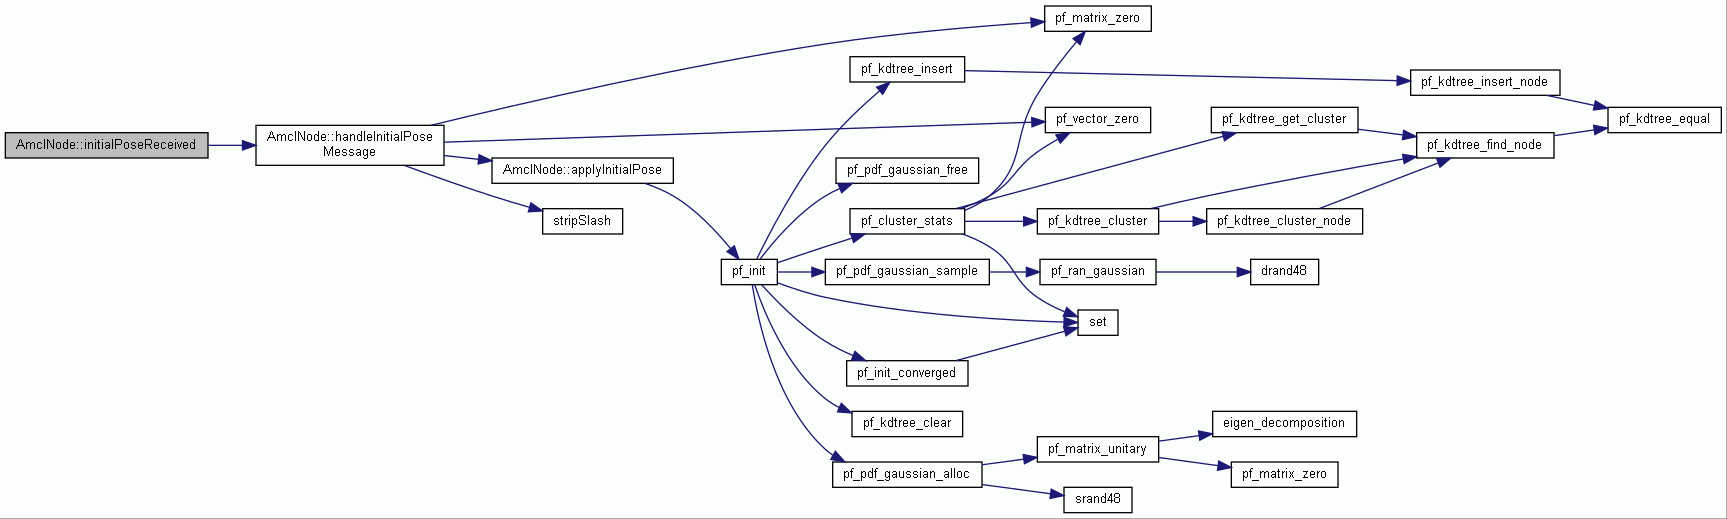 AmclNode::initialPoseReceived
AmclNode::handleInitialPose
Message
pf_matrix_zero
pf_vector_zero
AmclNode::applyInitialPose
stripSlash
pf_init
pf_kdtree_insert
pf_pdf_gaussian_free
pf_cluster_stats
pf_pdf_gaussian_sample
set
pf_init_converged
pf_kdtree_clear
pf_pdf_gaussian_alloc
pf_kdtree_insert_node
pf_kdtree_equal
pf_kdtree_get_cluster
pf_kdtree_find_node
pf_kdtree_cluster
pf_kdtree_cluster_node
pf_ran_gaussian
drand48
pf_matrix_unitary
eigen_decomposition
pf_matrix_zero
srand48